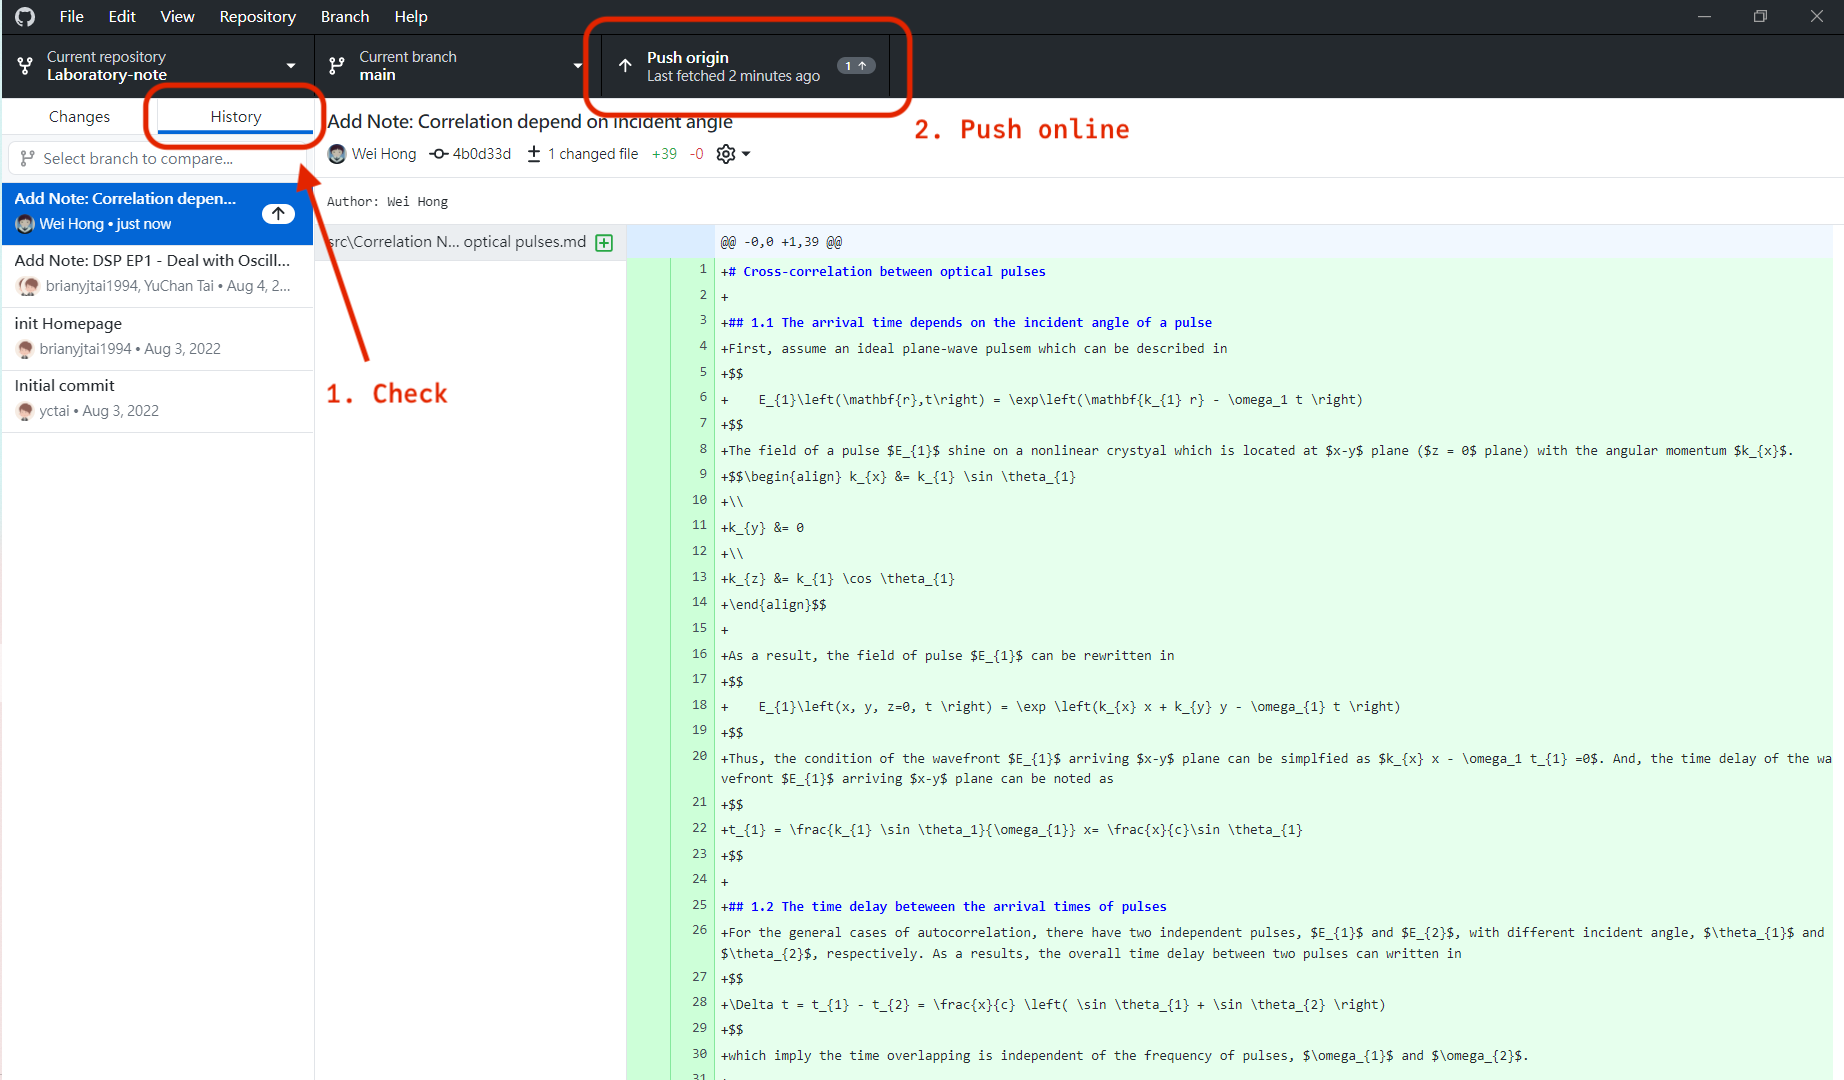 File Edit View Repository Branch Help
Current repository
Laboratory-note
Current branch
main
Push origin
Last fetched 2 minutes ago
1
Changes
History
Select branch to compare...
Add Note: Correlation depen...
Wei Hong • just now
Add Note: DSP EP1 - Deal with Oscill...
brianyjtai1994, YuChan Tai • Aug 4, 2...
init Homepage
brianyjtai1994 • Aug 3, 2022
Initial commit
yctai • Aug 3, 2022
1. Check
2. Push online
Add Note: Correlation depend on incident angle
Wei Hong 4b0d33d 1 changed file +39 -0
Author: Wei Hong
src\Correlation N... optical pulses.md
@@ -0,0 +1,39 @@
1 +# Cross-correlation between optical pulses
2 +
3 +## 1.1 The arrival time depends on the incident angle of a pulse
4 +First, assume an ideal plane-wave pulsem which can be described in
5 +$$
6 +    E_{1}\left(\mathbf{r},t\right) = \exp\left(\mathbf{k_{1} r} - \omega_1 t \right)
7 +$$
8 +The field of a pulse $E_{1}$ shine on a nonlinear crystyal which is located at $x-y$ plane ($z = 0$ plane) with the angular momentum $k_{x}$.
9 +$$\begin{align} k_{x} &= k_{1} \sin \theta_{1}
10 +\\
11 +k_{y} &= 0
12 +\\
13 +k_{z} &= k_{1} \cos \theta_{1}
14 +\end{align}$$
15 +
16 +As a result, the field of pulse $E_{1}$ can be rewritten in
17 +$$
18 +    E_{1}\left(x, y, z=0, t \right) = \exp \left(k_{x} x + k_{y} y - \omega_{1} t \right)
19 +$$
20 +Thus, the condition of the wavefront $E_{1}$ arriving $x-y$ plane can be simplfied as $k_{x} x - \omega_1 t_{1} =0$. And, the time delay of the wa
vefront $E_{1}$ arriving $x-y$ plane can be noted as
21 +$$
22 +t_{1} = \frac{k_{1} \sin \theta_1}{\omega_{1}} x= \frac{x}{c}\sin \theta_{1}
23 +$$
24 +
25 +## 1.2 The time delay beteween the arrival times of pulses
26 +For the general cases of autocorrelation, there have two independent pulses, $E_{1}$ and $E_{2}$, with different incident angle, $\theta_{1}$ and
$\theta_{2}$, respectively. As a results, the overall time delay between two pulses can written in
27 +$$
28 +\Delta t = t_{1} - t_{2} = \frac{x}{c} \left( \sin \theta_{1} + \sin \theta_{2} \right)
29 +$$
30 +which imply the time overlapping is independent of the frequency of pulses, $\omega_{1}$ and $\omega_{2}$.
31